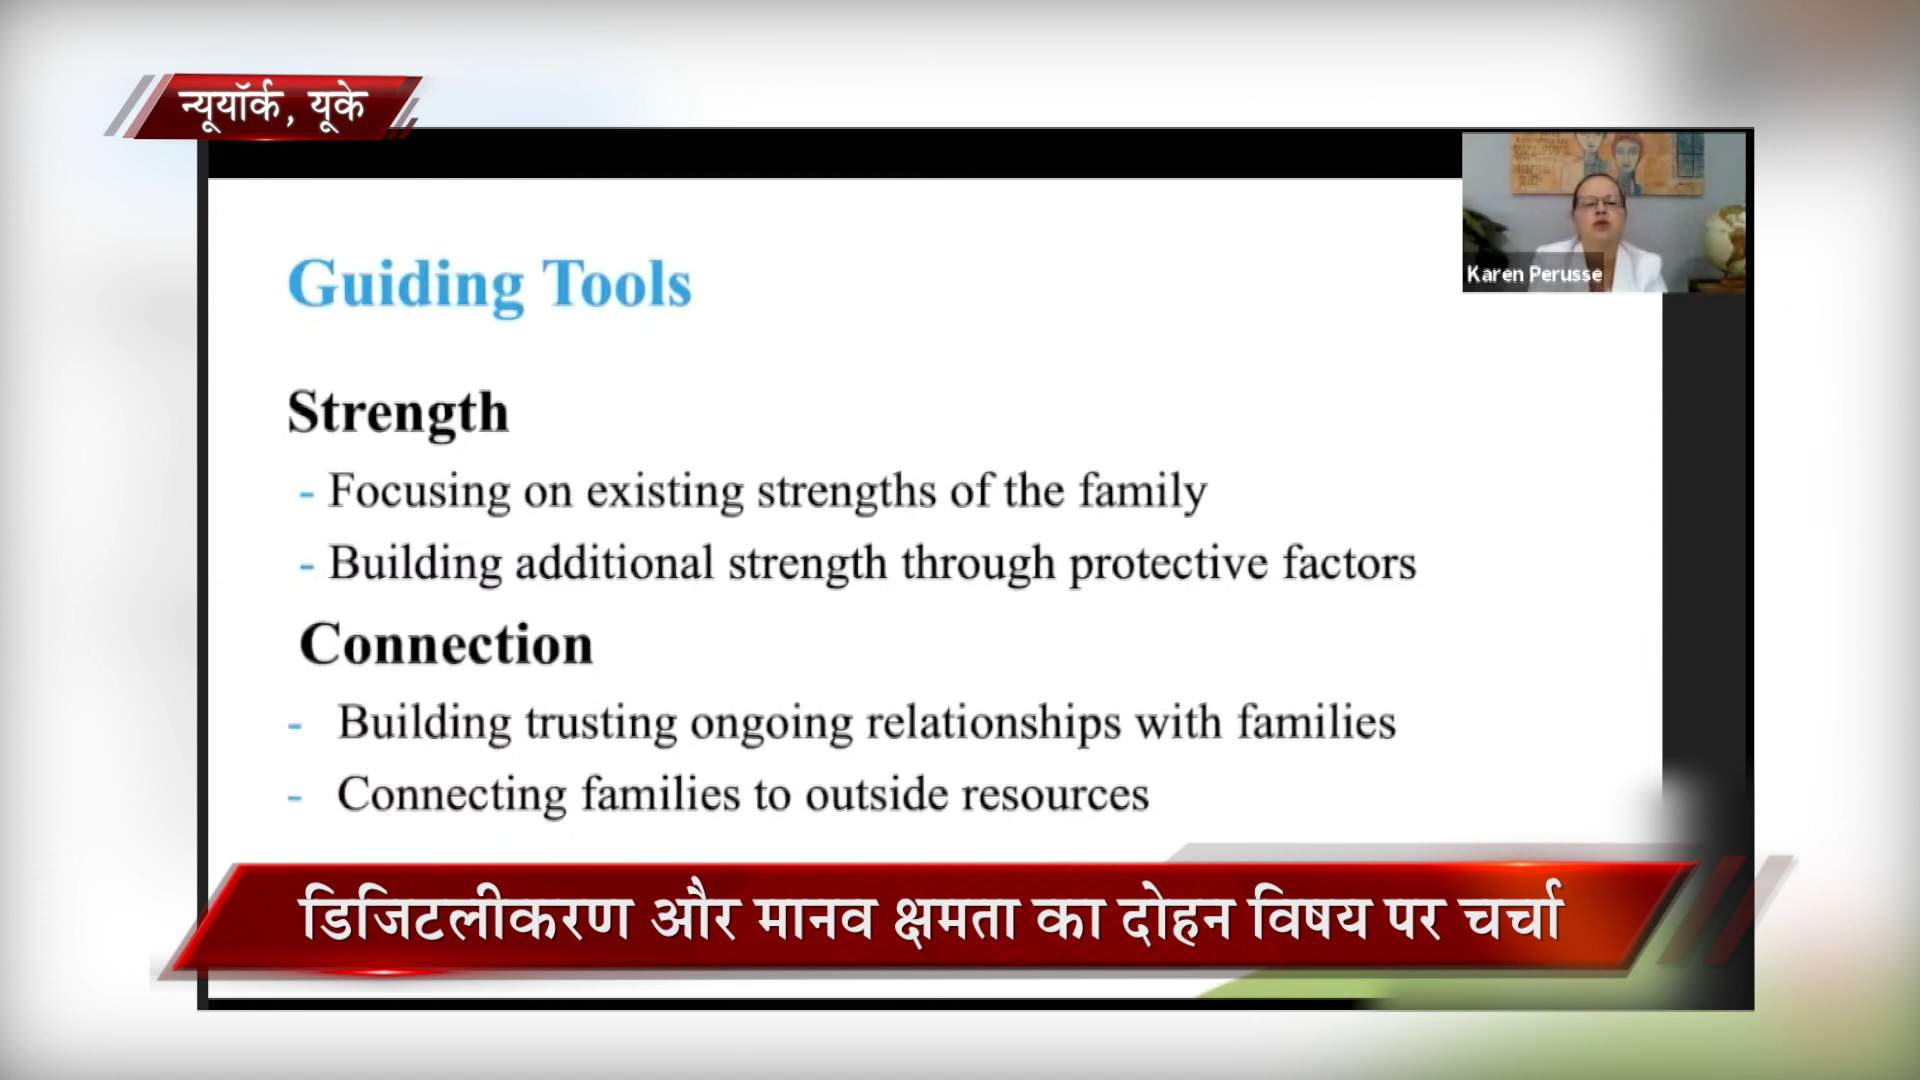 न्यूयॉर्क, यूके
Karen Perusse
Guiding Tools
Strength
- Focusing on existing strengths of the family
- Building additional strength through protective factors
Connection
- Building trusting ongoing relationships with families
- Connecting families to outside resources
डिजिटलीकरण और मानव क्षमता का दोहन विषय पर चर्चा